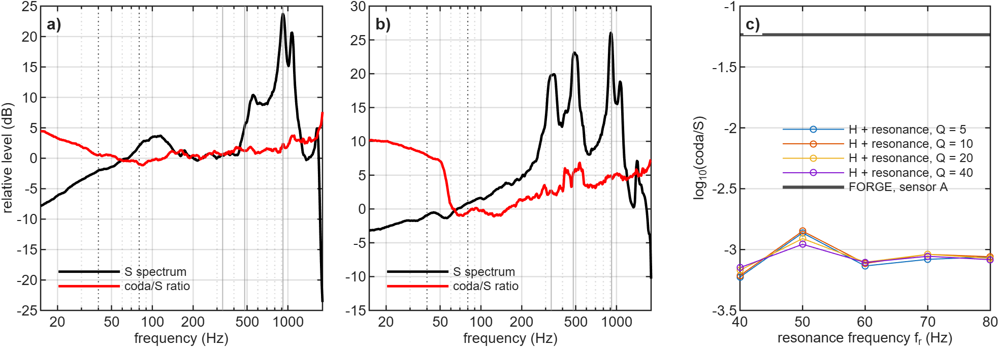 a)
25
20
15
10
5
0
-5
-10
-15
-20
-25
relative level (dB)
S spectrum
coda/S ratio
20 50 100 200 500 1000
frequency (Hz)
b)
30
25
20
15
10
5
0
-5
-10
-15
S spectrum
coda/S ratio
20 50 100 200 500 1000
frequency (Hz)
c)
-1
-1.5
-2
-2.5
-3
-3.5
log10(coda/S)
H + resonance, Q = 5
H + resonance, Q = 10
H + resonance, Q = 20
H + resonance, Q = 40
FORGE, sensor A
40 50 60 70 80
resonance frequency fr (Hz)